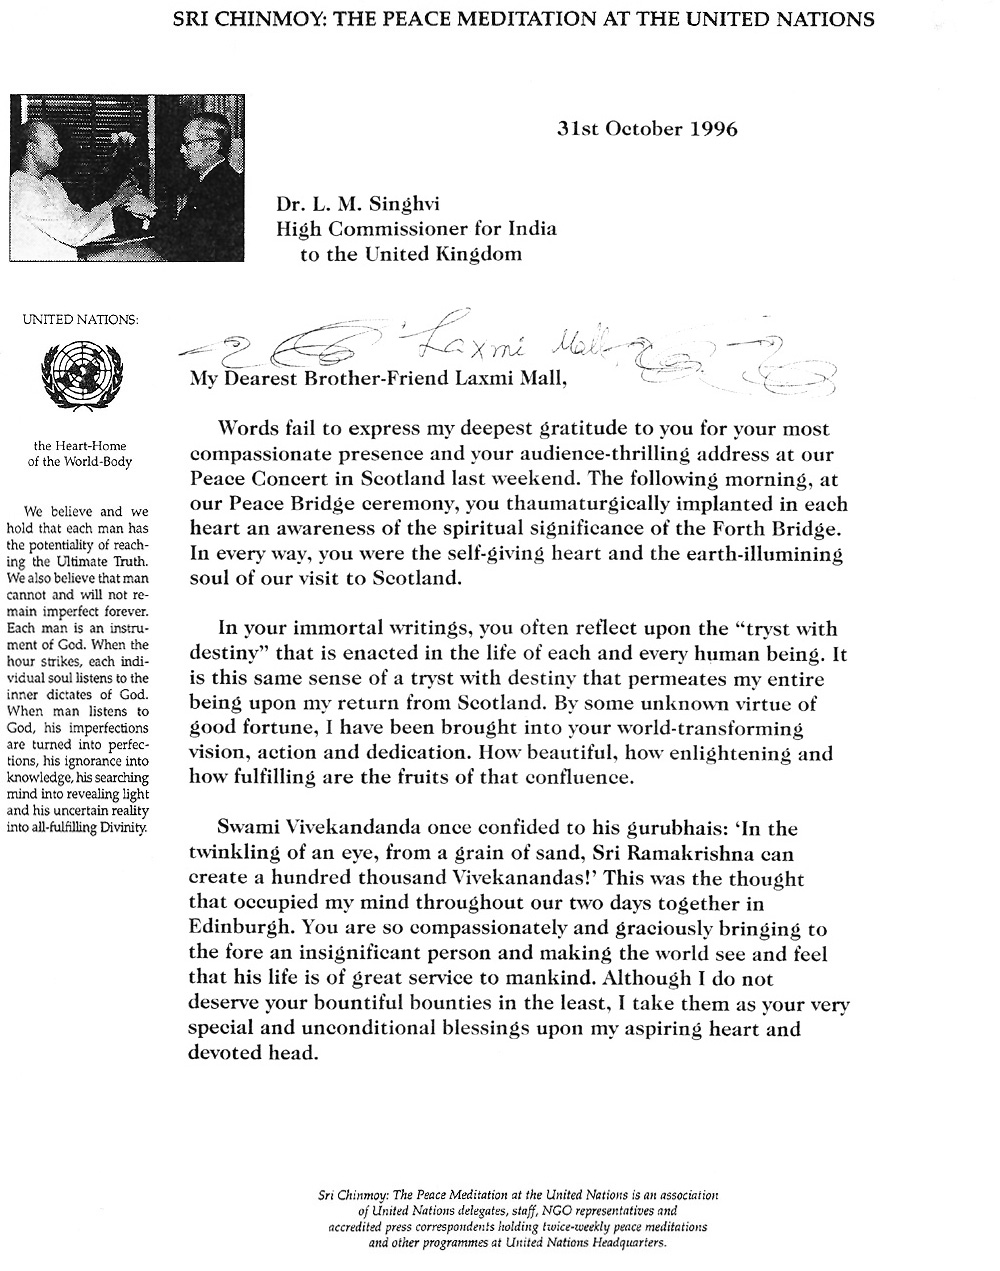 SRI CHINMOY: THE PEACE MEDITATION AT THE UNITED NATIONS
31st October 1996
Dr. L. M. Singhvi
High Commissioner for India
to the United Kingdom
UNITED NATIONS:
the Heart-Home
of the World-Body
We believe and we
hold that each man has
the potentiality of reach-
ing the Ultimate Truth.
We also believe that man
cannot and will not re-
main imperfect forever.
Each man is an instru-
ment of God. When the
hour strikes, each indi-
vidual soul listens to the
inner dictates of God.
When man listens to
God, his imperfections
are turned into perfec-
tions, his ignorance into
knowledge, his searching
mind into revealing light
and his uncertain reality
into all-fulfilling Divinity.
Laxmi Mall
My Dearest Brother-Friend Laxmi Mall,
Words fail to express my deepest gratitude to you for your most
compassionate presence and your audience-thrilling address at our
Peace Concert in Scotland last weekend. The following morning, at
our Peace Bridge ceremony, you thaumaturgically implanted in each
heart an awareness of the spiritual significance of the Forth Bridge.
In every way, you were the self-giving heart and the earth-illumining
soul of our visit to Scotland.
In your immortal writings, you often reflect upon the “tryst with
destiny” that is enacted in the life of each and every human being. It
is this same sense of a tryst with destiny that permeates my entire
being upon my return from Scotland. By some unknown virtue of
good fortune, I have been brought into your world-transforming
vision, action and dedication. How beautiful, how enlightening and
how fulfilling are the fruits of that confluence.
Swami Vivekandanda once confided to his gurubhais: ‘In the
twinkling of an eye, from a grain of sand, Sri Ramakrishna can
create a hundred thousand Vivekanandas!’ This was the thought
that occupied my mind throughout our two days together in
Edinburgh. You are so compassionately and graciously bringing to
the fore an insignificant person and making the world see and feel
that his life is of great service to mankind. Although I do not
deserve your bountiful bounties in the least, I take them as your very
special and unconditional blessings upon my aspiring heart and
devoted head.
Sri Chinmoy: The Peace Meditation at the United Nations is an association
of United Nations delegates, staff, NGO representatives and
accredited press correspondents holding twice-weekly peace meditations
and other programmes at United Nations Headquarters.